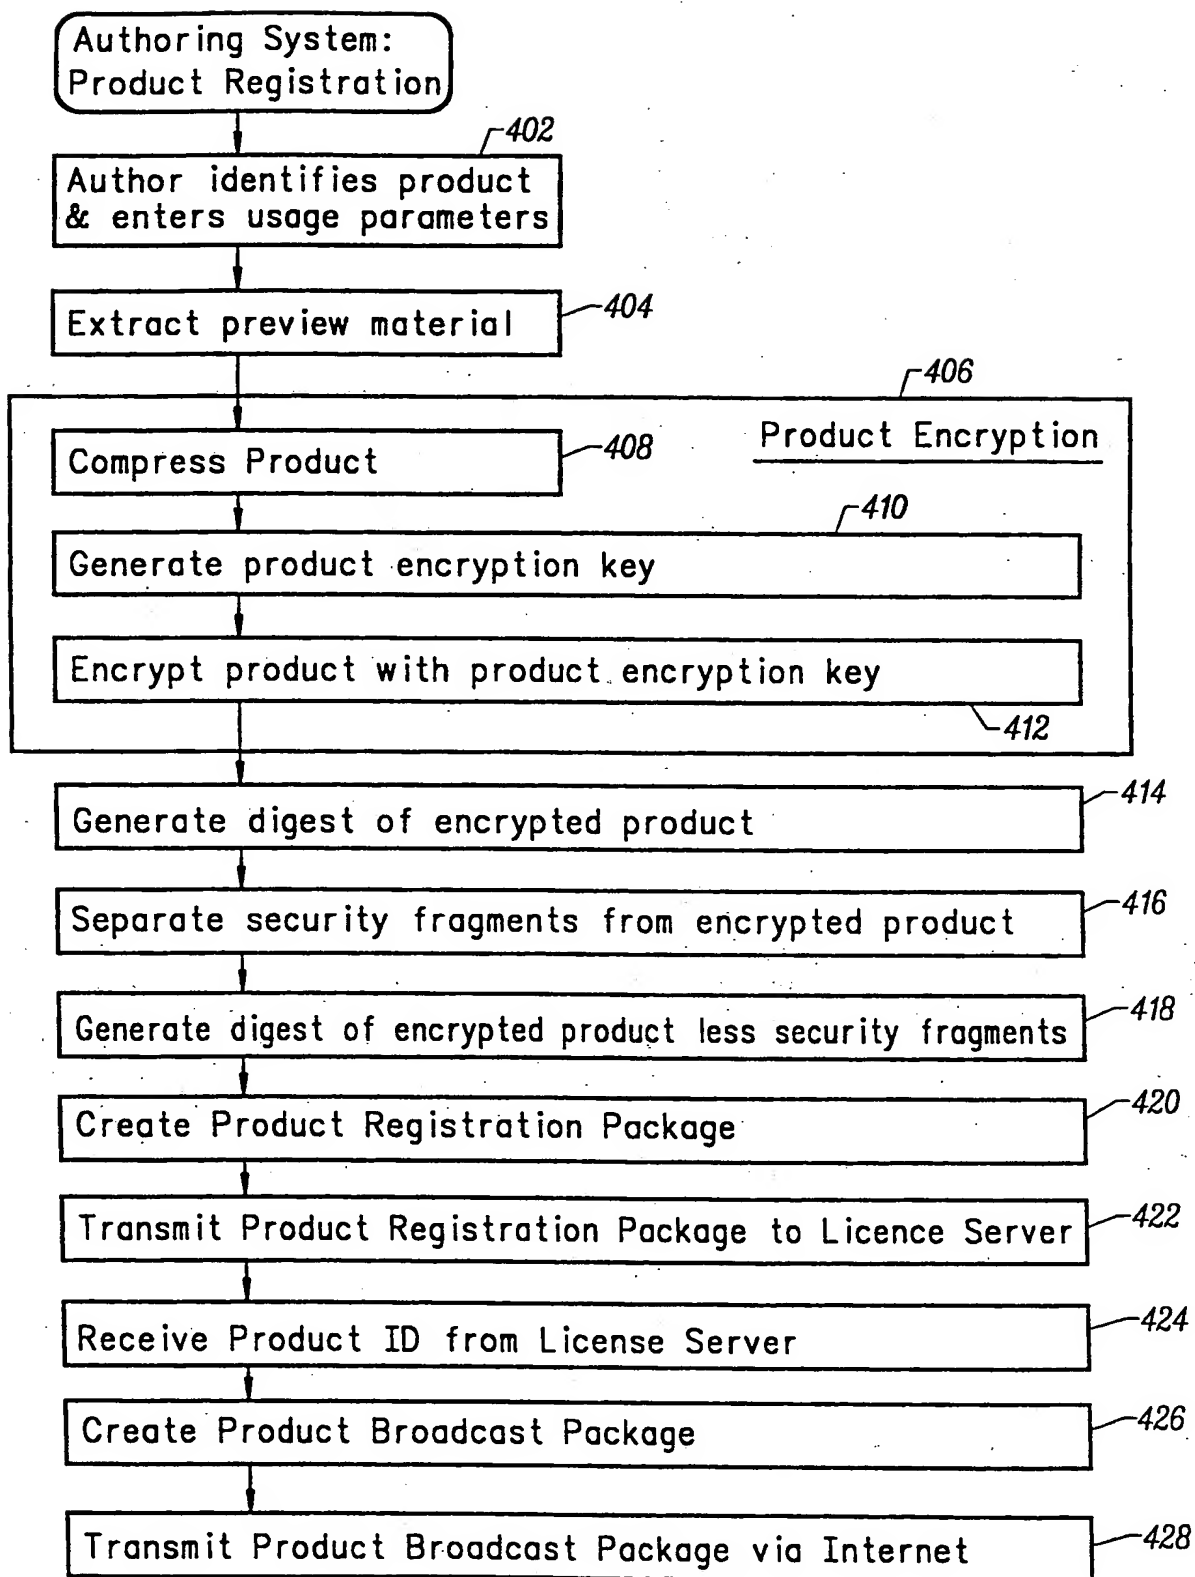 Authoring System:
Product Registration
402
Author identifies product
& enters usage parameters
404
Extract preview material
406
Product Encryption
408
Compress Product
410
Generate product encryption key
Encrypt product with product encryption key
412
414
Generate digest of encrypted product
416
Separate security fragments from encrypted product
418
Generate digest of encrypted product less security fragments
420
Create Product Registration Package
422
Transmit Product Registration Package to Licence Server
424
Receive Product ID from License Server
426
Create Product Broadcast Package
428
Transmit Product Broadcast Package via Internet